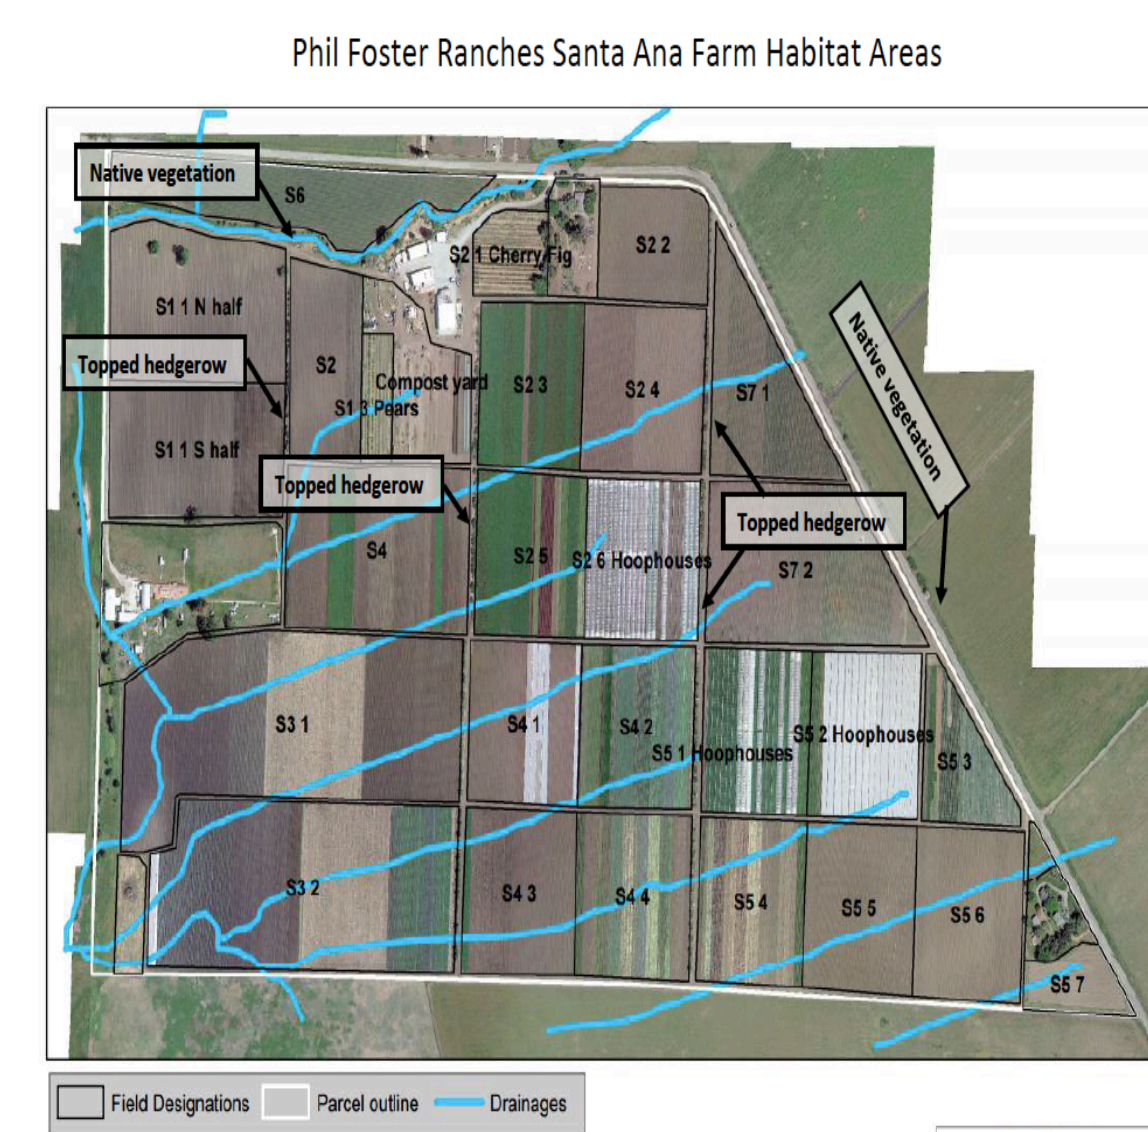 Phil Foster Ranches Santa Ana Farm Habitat Areas
Native vegetation
S6
S2 1 Cherry Fig
S2 2
S1 1 N half
Native vegetation
Topped hedgerow
S2
Compost yard
S1 3 Pears
S2 3
S2 4
S7 1
S1 1 S half
Topped hedgerow
Topped hedgerow
S4
S2 5
S2 6 Hoophouses
S7 2
S3 1
S4 1
S4 2
S5 1 Hoophouses
S5 2 Hoophouses
S5 3
S3 2
S4 3
S4 4
S5 4
S5 5
S5 6
S5 7
Field Designations
Parcel outline
Drainages